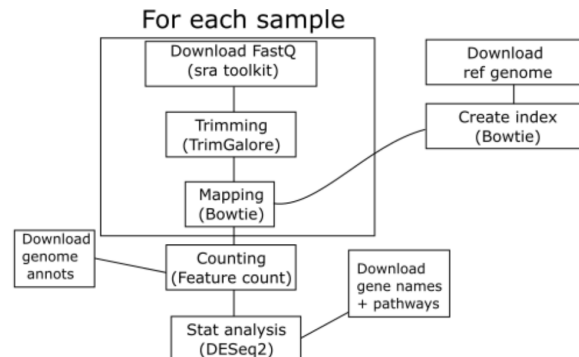 For each sample
Download FastQ
(sra toolkit)
Download
ref genome
Trimming
(TrimGalore)
Create index
(Bowtie)
Mapping
(Bowtie)
Download
genome
annots
Counting
(Feature count)
Download
gene names
+ pathways
Stat analysis
(DESeq2)